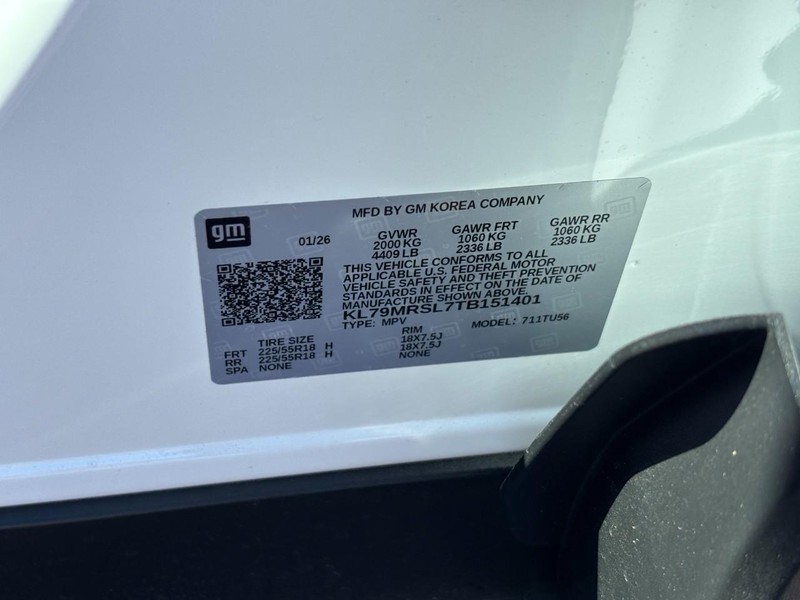 MFD BY GM KOREA COMPANY
gm
01/26
GVWR
2000 KG
4409 LB
GAWR FRT
1060 KG
2336 LB
GAWR RR
1060 KG
2336 LB
THIS VEHICLE CONFORMS TO ALL
APPLICABLE U.S. FEDERAL MOTOR
VEHICLE SAFETY AND THEFT PREVENTION
STANDARDS IN EFFECT ON THE DATE OF
MANUFACTURE SHOWN ABOVE.
KL79MRSL7TB151401
TYPE: MPV MODEL: 711TU56
TIRE SIZE RIM
FRT 225/55R18 H 18X7.5J
RR 225/55R18 H 18X7.5J
SPA NONE